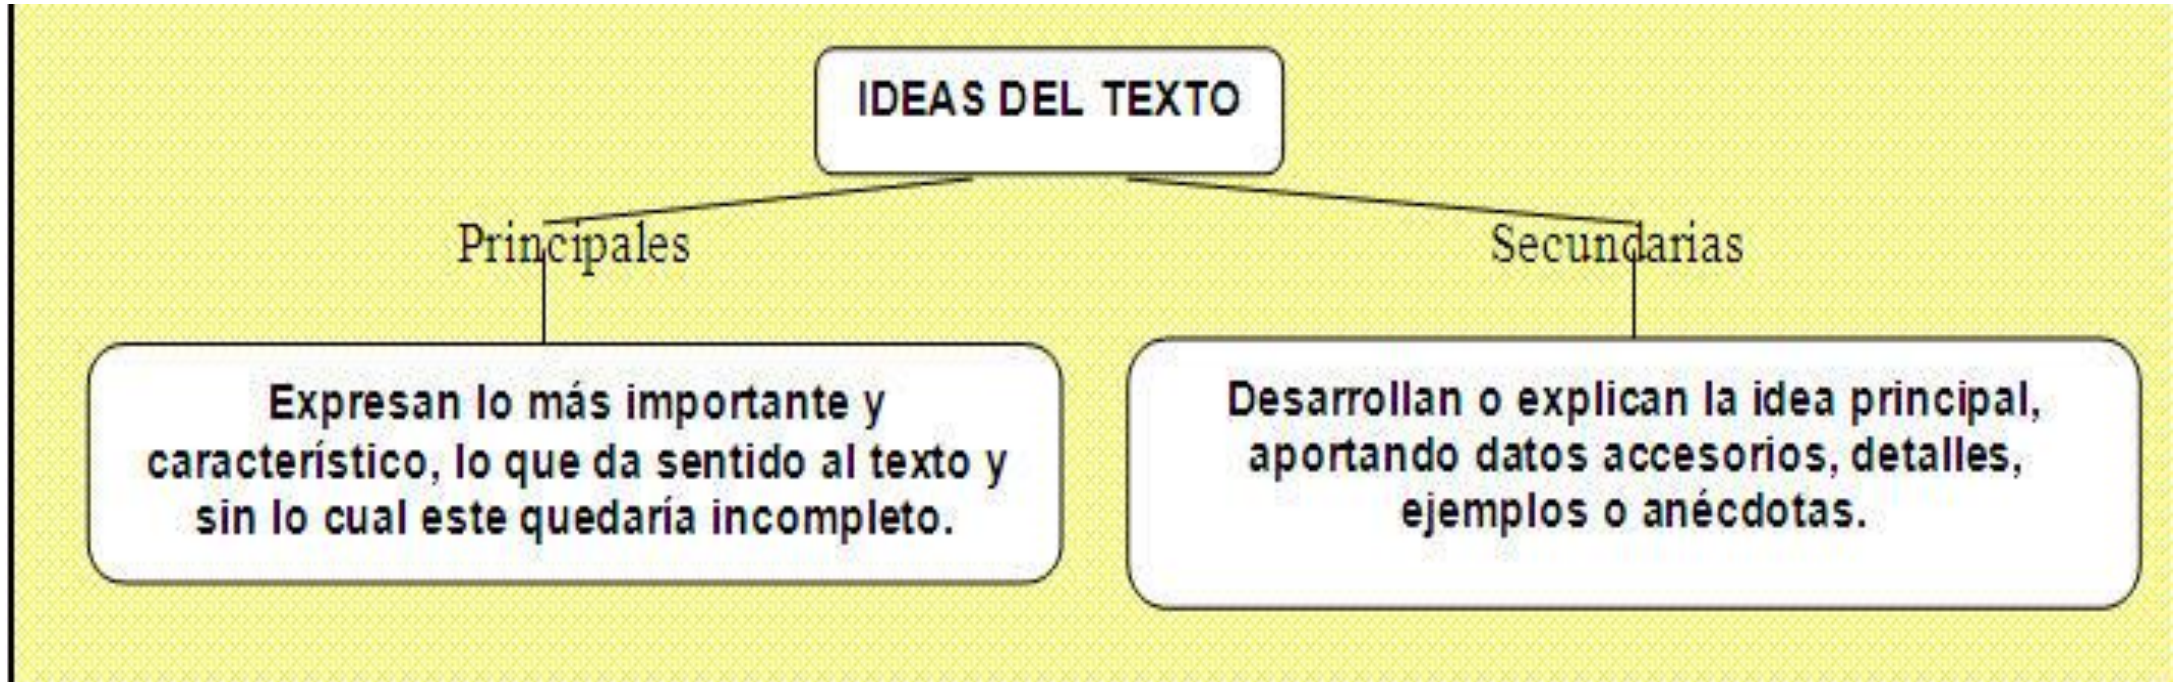 IDEAS DEL TEXTO
Principales
Secundarias
Expresan lo más importante y
característico, lo que da sentido al texto y
sin lo cual este quedaría incompleto.
Desarrollan o explican la idea principal,
aportando datos accesorios, detalles,
ejemplos o anécdotas.